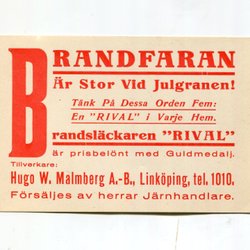 BRANDFARAN
Är Stor Vid Julgranen!
Tänk På Dessa Orden Fem:
En "RIVAL" i Varje Hem.
Brandsläckaren "RIVAL"
är prisbelönt med Guldmedalj.
Tillverkare:
Hugo W. Malmberg A.-B., Linköping, tel. 1010.
Försäljes av herrar Järnhandlare.